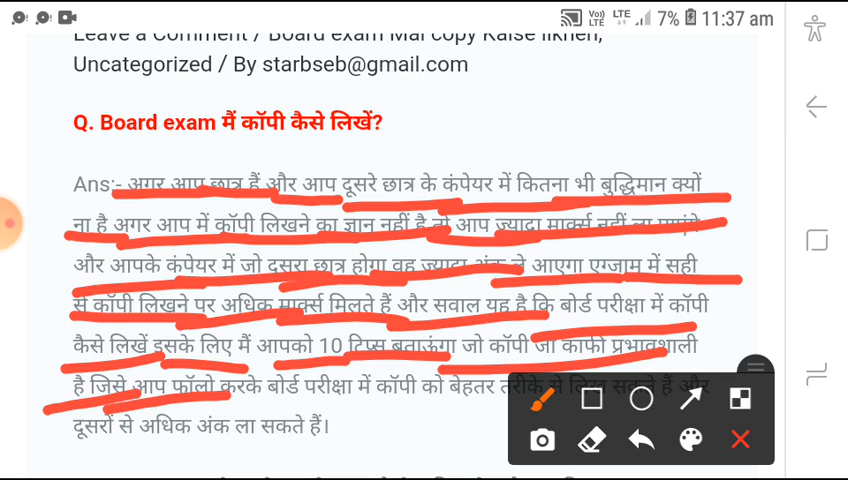 Vo))
LTE
LTE
7%
11:37 am
Leave a Comment / Board exam Mai copy Kaise likhen,
Uncategorized / By starbseb@gmail.com
Q. Board exam मैं कॉपी कैसे लिखें?
Ans:- अगर आप छात्र हैं और आप दूसरे छात्र के कंपेयर में कितना भी बुद्धिमान क्यों
ना है अगर आप में कॉपी लिखने का ज्ञान नहीं है तो आप ज्यादा मार्क्स नहीं ला
और आपके कंपेयर में जो दूसरा छात्र होगा वह ज्यादा अंक ले आएगा एग्जाम में सही
से कॉपी लिखने पर अधिक मार्क्स मिलते हैं और सवाल यह है कि बोर्ड परीक्षा में कॉपी
कैसे लिखें इसके लिए मैं आपको 10 टिप्स बताऊंगा जो कॉपी जो काफी प्रभावशाली
है जिसे आप फॉलो करके बोर्ड परीक्षा में कॉपी को बेहतर तरीके से लिख सकते हैं और
दूसरों से अधिक अंक ला सकते हैं।